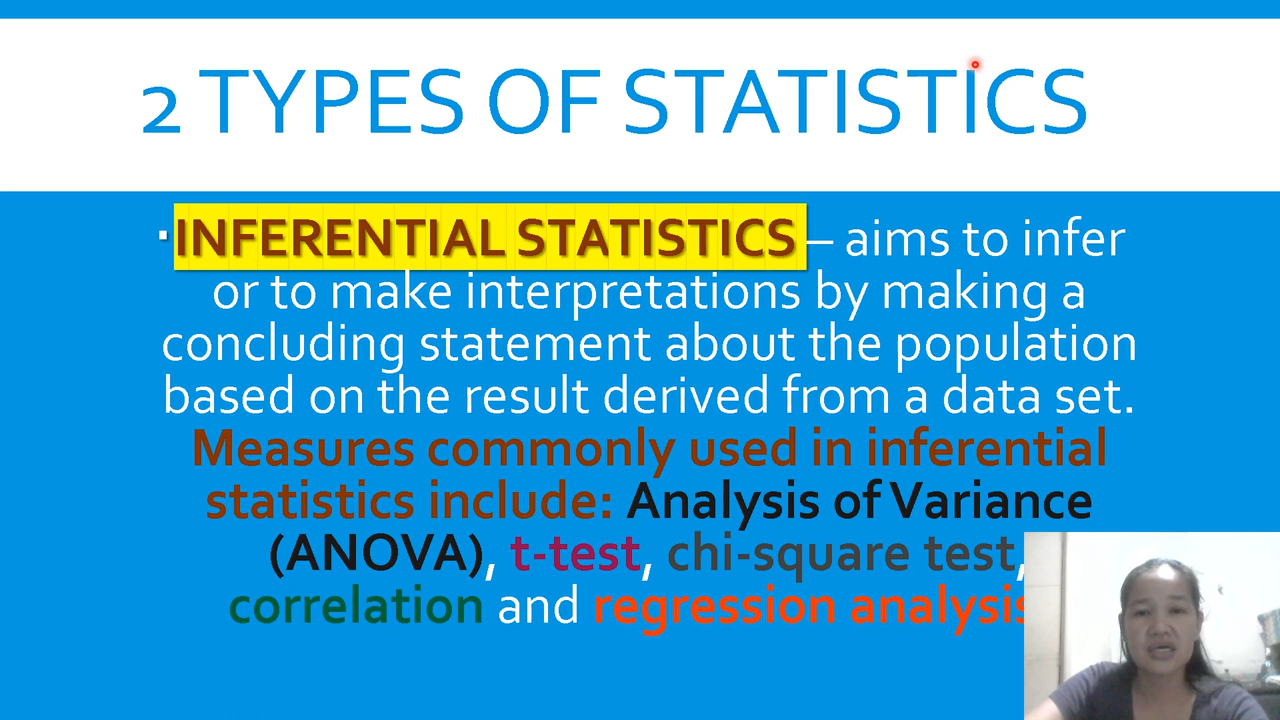 2 TYPES OF STATISTICS
▪INFERENTIAL STATISTICS – aims to infer
or to make interpretations by making a
concluding statement about the population
based on the result derived from a data set.
Measures commonly used in inferential
statistics include: Analysis of Variance
(ANOVA), t-test, chi-square test,
correlation and regression analysis